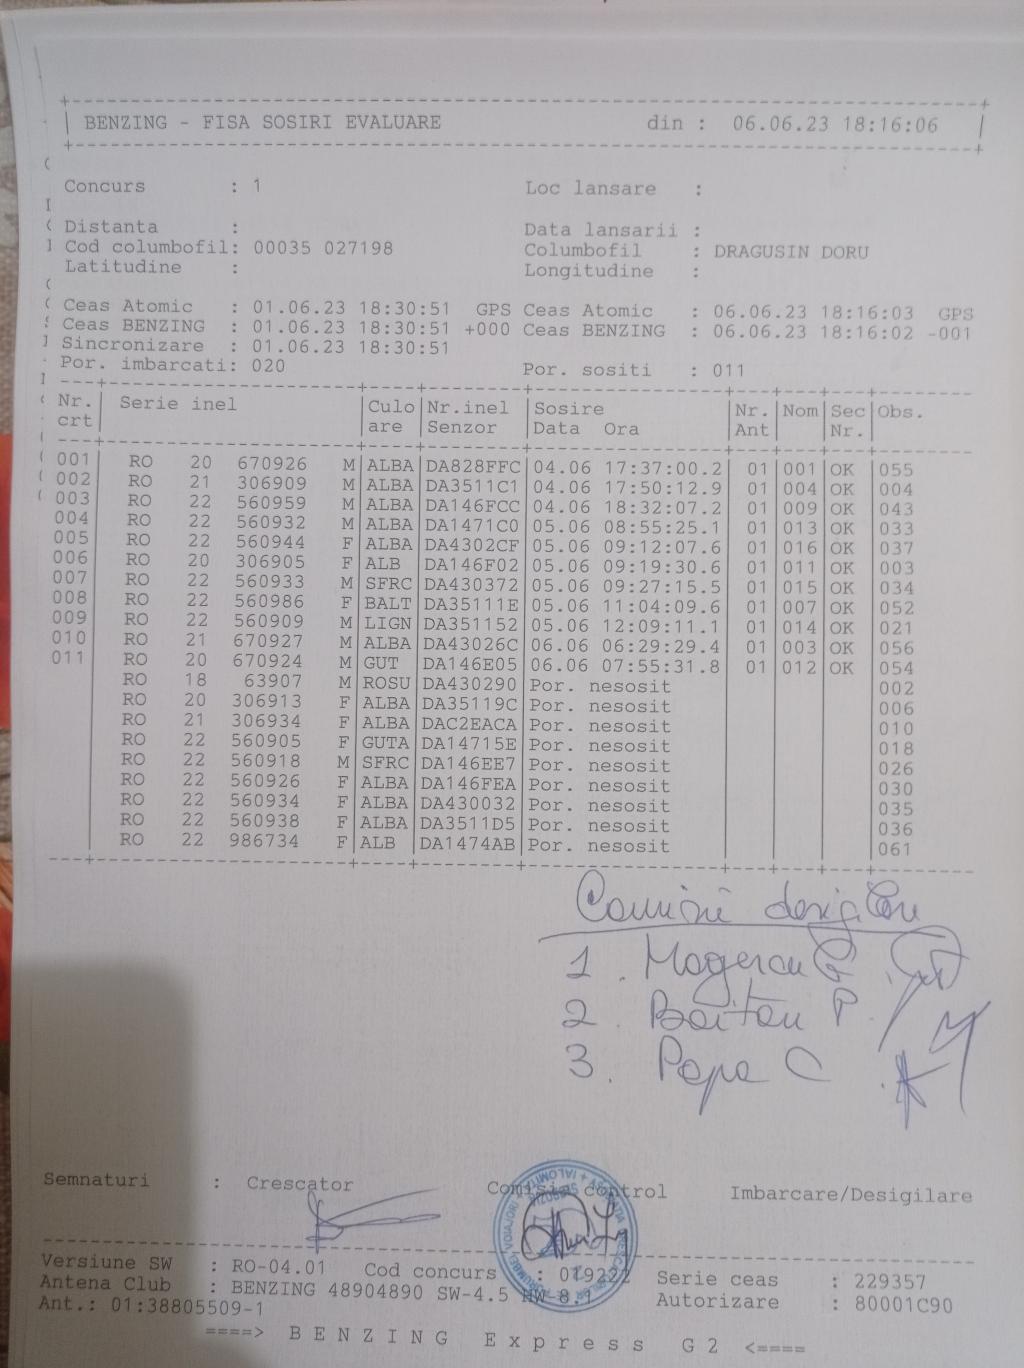 BENZING - FISA SOSIRI EVALUARE din : 06.06.23 18:16:06
Concurs : 1 Loc lansare :
Distanta : Data lansarii :
Cod columbofil: 00035 027198 Columbofil : DRAGUSIN DORU
Latitudine : Longitudine :
Ceas Atomic : 01.06.23 18:30:51 GPS Ceas Atomic : 06.06.23 18:16:03 GPS
Ceas BENZING : 01.06.23 18:30:51 +000 Ceas BENZING : 06.06.23 18:16:02 -001
Sincronizare : 01.06.23 18:30:51
Por. imbarcati: 020 Por. sositi : 011
Nr. Serie inel Culo Nr.inel Sosire Nr. Nom Sec Obs.
crt are Senzor Data Ora Ant Nr.
001 RO 20 670926 M ALBA DA828FFC 04.06 17:37:00.2 01 001 OK 055
002 RO 21 306909 M ALBA DA3511C1 04.06 17:50:12.9 01 004 OK 004
003 RO 22 560959 M ALBA DA146FCC 04.06 18:32:07.2 01 009 OK 043
004 RO 22 560932 M ALBA DA1471C0 05.06 08:55:25.1 01 013 OK 033
005 RO 22 560944 F ALBA DA4302CF 05.06 09:12:07.6 01 016 OK 037
006 RO 20 306905 F ALB DA146F02 05.06 09:19:30.6 01 011 OK 003
007 RO 22 560933 M SFRC DA430372 05.06 09:27:15.5 01 015 OK 034
008 RO 22 560986 F BALT DA35111E 05.06 11:04:09.6 01 007 OK 052
009 RO 22 560909 M LIGN DA351152 05.06 12:09:11.1 01 014 OK 021
010 RO 21 670927 M ALBA DA43026C 06.06 06:29:29.4 01 003 OK 056
011 RO 20 670924 M GUT DA146E05 06.06 07:55:31.8 01 012 OK 054
RO 18 63907 M ROSU DA430290 Por. nesosit 002
RO 20 306913 F ALBA DA35119C Por. nesosit 006
RO 21 306934 F ALBA DAC2EACA Por. nesosit 010
RO 22 560905 F GUTA DA14715E Por. nesosit 018
RO 22 560918 M SFRC DA146EE7 Por. nesosit 026
RO 22 560926 F ALBA DA146FEA Por. nesosit 030
RO 22 560934 F ALBA DA430032 Por. nesosit 035
RO 22 560938 F ALBA DA3511D5 Por. nesosit 036
RO 22 986734 F ALB DA1474AB Por. nesosit 061
1. G
2. Boitan P.
3. Popa C
Semnaturi : Crescator Comisia control Imbarcare/Desigilare
Versiune SW : RO-04.01 Cod concurs : 019222 Serie ceas : 229357
Antena Club : BENZING 48904890 SW-4.5 HW-8. Autorizare : 80001C90
Ant.: 01:38805509-1
====> BENZING Express G2 <====